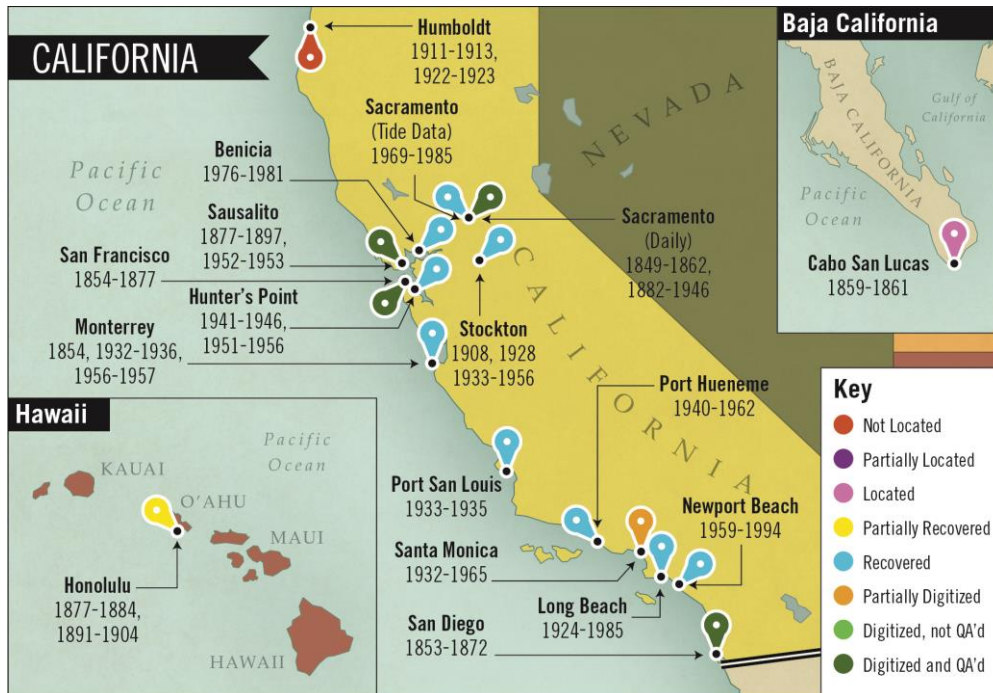 CALIFORNIA
Humboldt
1911-1913,
1922-1923
Sacramento
(Tide Data)
1969-1985
Benicia
1976-1981
Sausalito
1877-1897,
1952-1953
San Francisco
1854-1877
Hunter's Point
1941-1946,
1951-1956
Monterrey
1854, 1932-1936,
1956-1957
Sacramento
(Daily)
1849-1862,
1882-1946
Stockton
1908, 1928
1933-1956
Port Hueneme
1940-1962
Port San Louis
1933-1935
Santa Monica
1932-1965
San Diego
1853-1872
Long Beach
1924-1985
Newport Beach
1959-1994
Pacific
Ocean
NEVADA
CALIFORNIA
Baja California
BAJA CALIFORNIA
Gulf of
California
Pacific
Ocean
Cabo San Lucas
1859-1861
Hawaii
Pacific
Ocean
KAUAI
O'AHU
MAUI
HAWAII
Honolulu
1877-1884,
1891-1904
Key
Not Located
Partially Located
Located
Partially Recovered
Recovered
Partially Digitized
Digitized, not QA'd
Digitized and QA'd